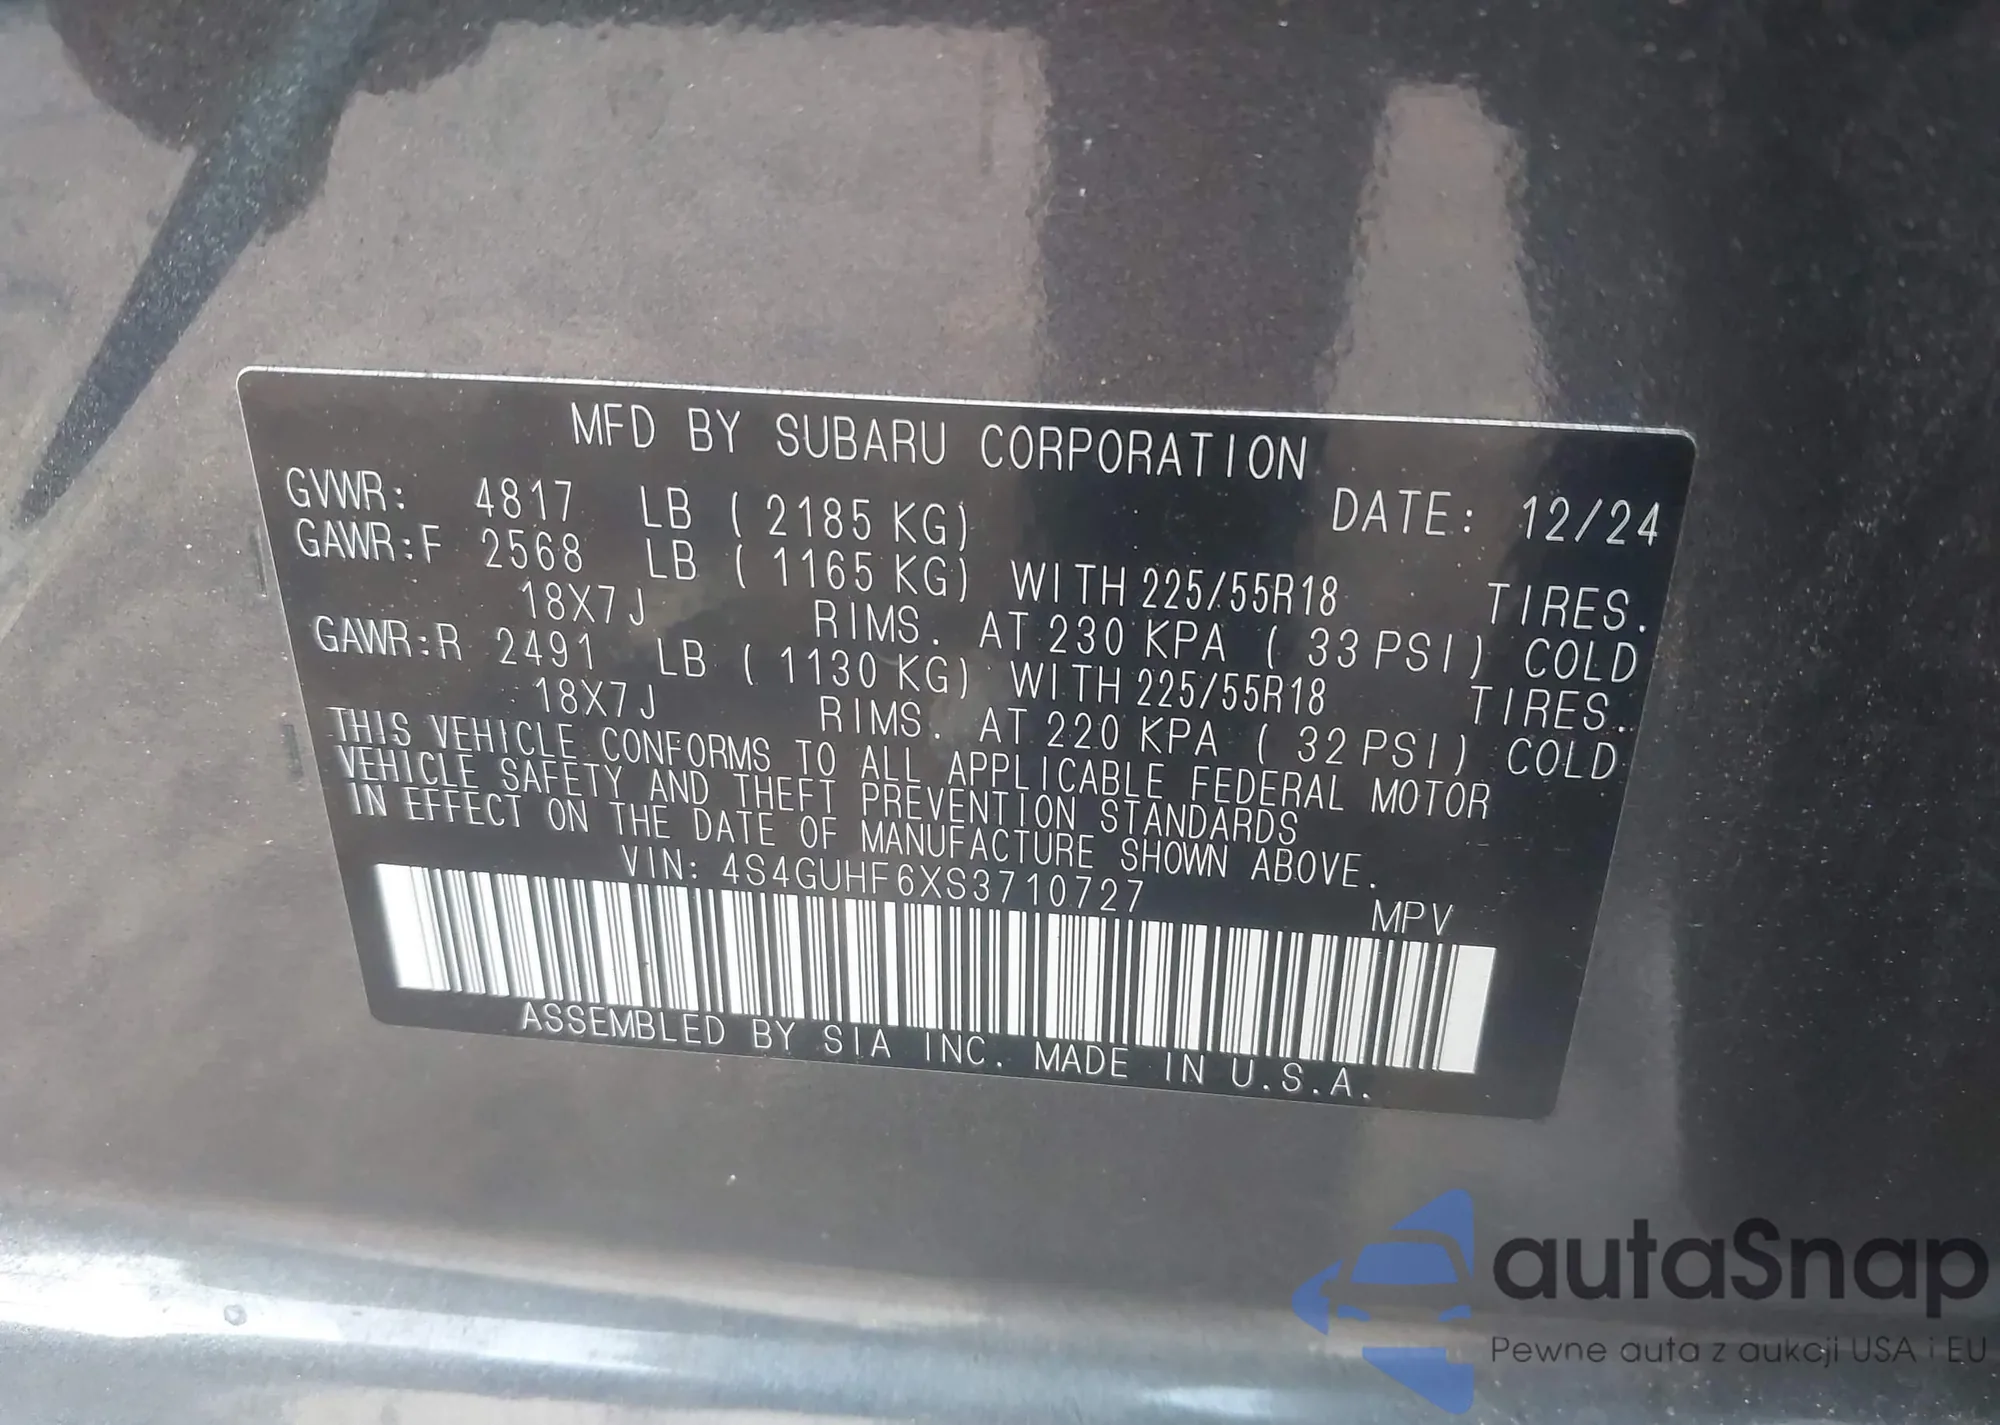 MFD BY SUBARU CORPORATION
GVWR: 4817 LB ( 2185 KG) DATE: 12/24
GAWR:F 2568 LB ( 1165 KG) WITH 225/55R18 TIRES.
18X7J RIMS. AT 230 KPA ( 33 PSI) COLD
GAWR:R 2491 LB ( 1130 KG) WITH 225/55R18 TIRES.
18X7J RIMS. AT 220 KPA ( 32 PSI) COLD
THIS VEHICLE CONFORMS TO ALL APPLICABLE FEDERAL MOTOR
VEHICLE SAFETY AND THEFT PREVENTION STANDARDS
IN EFFECT ON THE DATE OF MANUFACTURE SHOWN ABOVE.
VIN: 4S4GUHF6XS3710727 MPV
ASSEMBLED BY SIA INC. MADE IN U.S.A.
autaSnap
Pewne auta z aukcji USA i EU